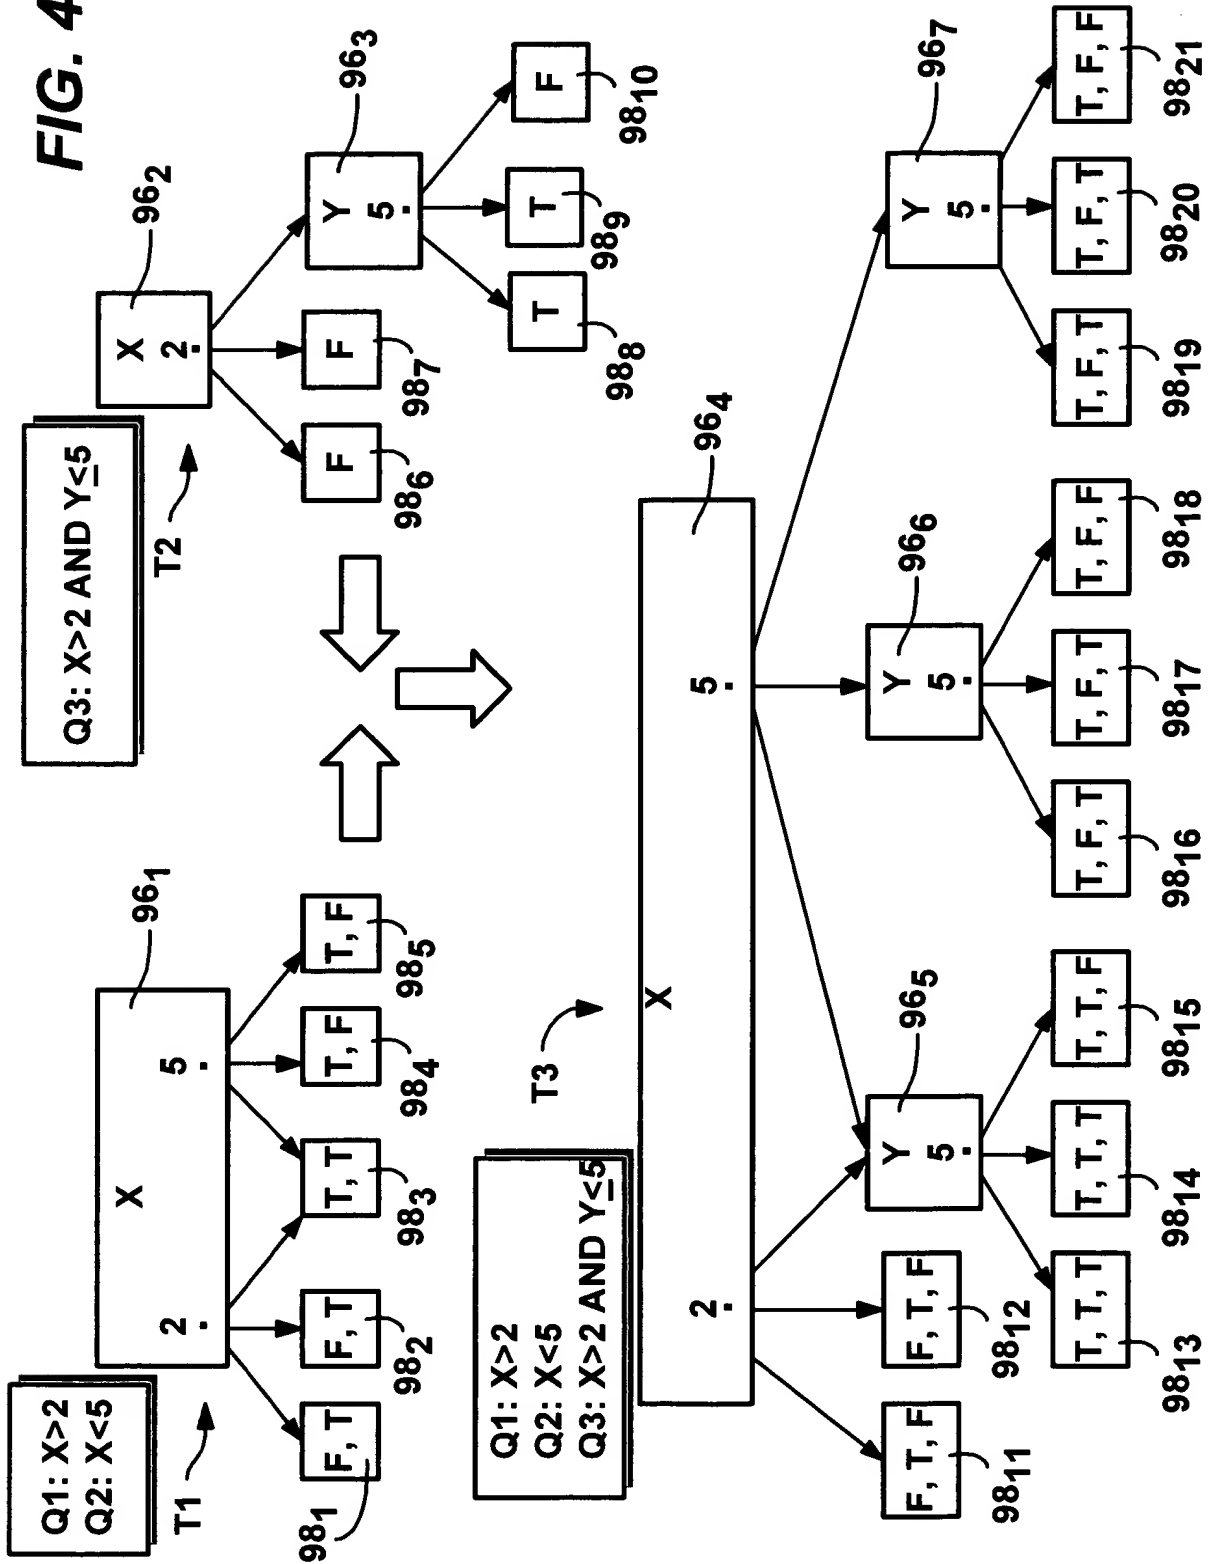 FIG. 4
Q1: X>2
Q2: X<5
T1
X
2.
5.
96₁
F, T
F, T
T, T
T, F
T, F
98₁
98₂
98₃
98₄
98₅
Q3: X>2 AND Y≤5
T2
X
2.
96₂
F
F
98₆
98₇
Y
5.
96₃
T
T
F
98₈
98₉
98₁₀
Q1: X>2
Q2: X<5
Q3: X>2 AND Y≤5
T3
X
2.
5.
96₄
F, T, F
F, T, F
98₁₁
98₁₂
Y
5.
96₅
Y
5.
96₆
Y
5.
96₇
T, T, T
T, T, T
T, T, F
T, F, T
T, F, T
T, F, F
T, F, T
T, F, T
T, F, F
98₁₃
98₁₄
98₁₅
98₁₆
98₁₇
98₁₈
98₁₉
98₂₀
98₂₁